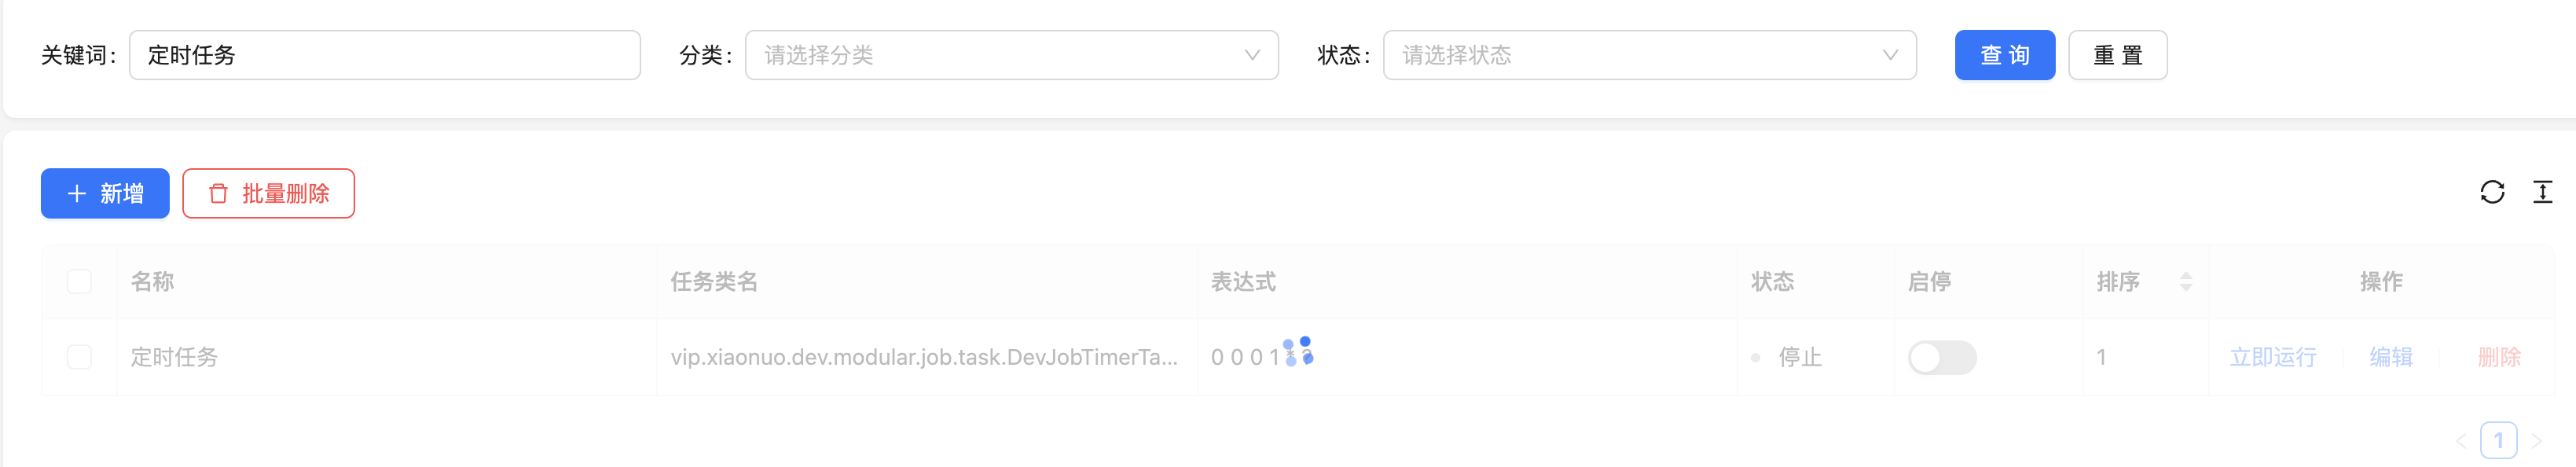 关键词: 定时任务 分类: 请选择分类 状态: 请选择状态 查 询 重 置
新增 批量删除
名称 任务类名 表达式 状态 启停 排序 操作
定时任务 vip.xiaonuo.dev.modular.job.task.DevJobTimerTa... 0 0 0 1 * ? 停止 1 立即运行 编辑 删除
1